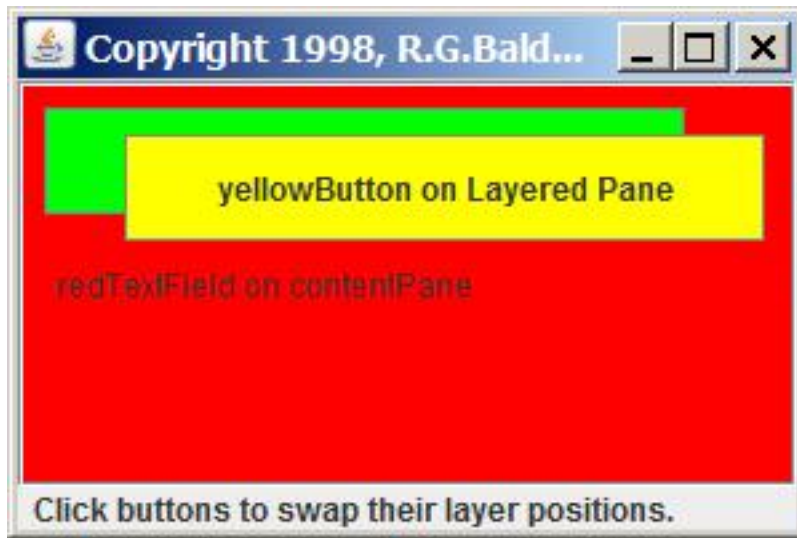 Copyright 1998, R.G.Bald...
yellowButton on Layered Pane
redTextField on contentPane
Click buttons to swap their layer positions.